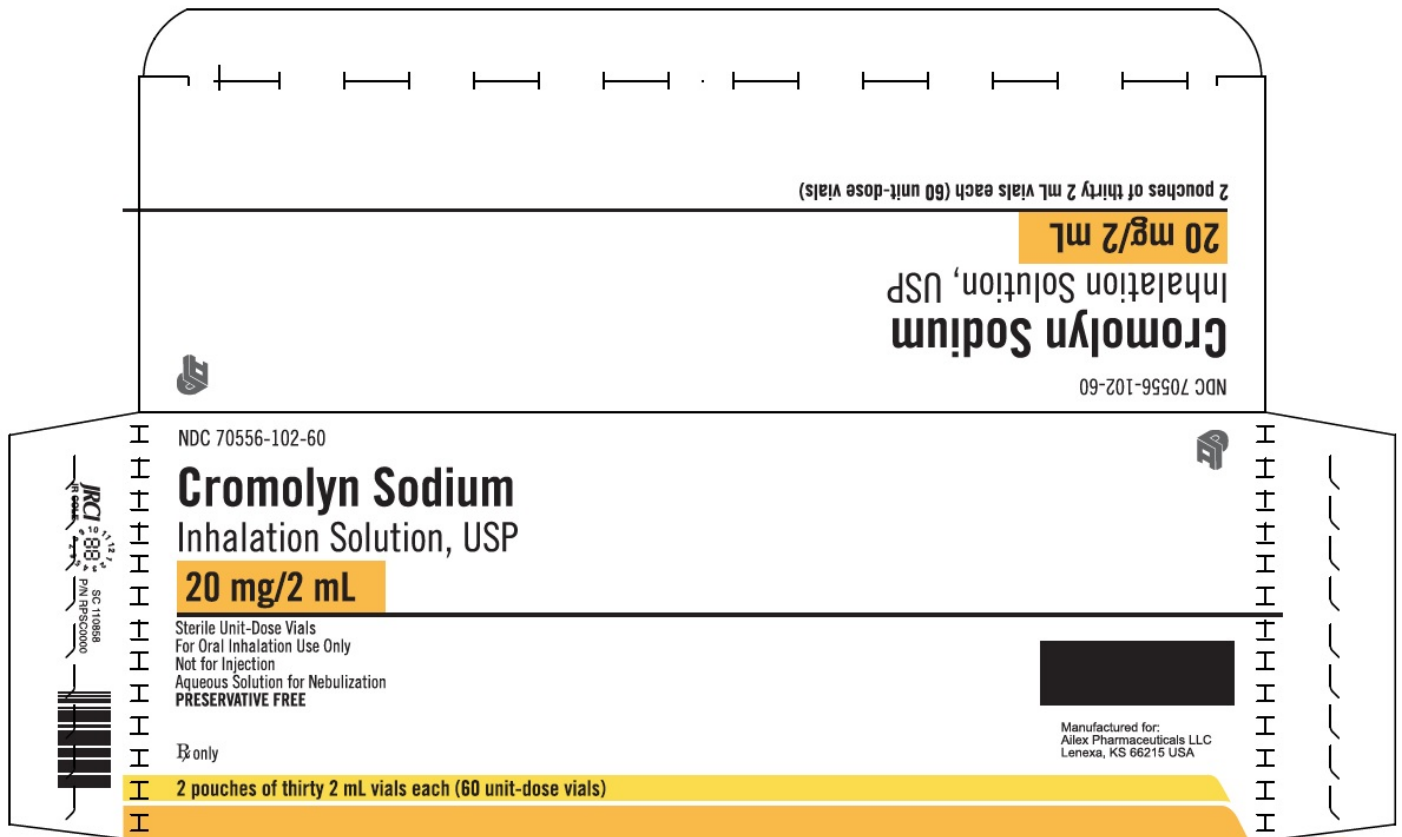 2 pouches of thirty 2 mL vials each (60 unit-dose vials)
20 mg/2 mL
Inhalation Solution, USP
Cromolyn Sodium
NDC 70556-102-60
NDC 70556-102-60
Cromolyn Sodium
Inhalation Solution, USP
20 mg/2 mL
Sterile Unit-Dose Vials
For Oral Inhalation Use Only
Not for Injection
Aqueous Solution for Nebulization
PRESERVATIVE FREE
Rx only
Manufactured for:
Ailex Pharmaceuticals LLC
Lenexa, KS 66215 USA
2 pouches of thirty 2 mL vials each (60 unit-dose vials)
JRCI
SC 110858
P/N RPSC0000